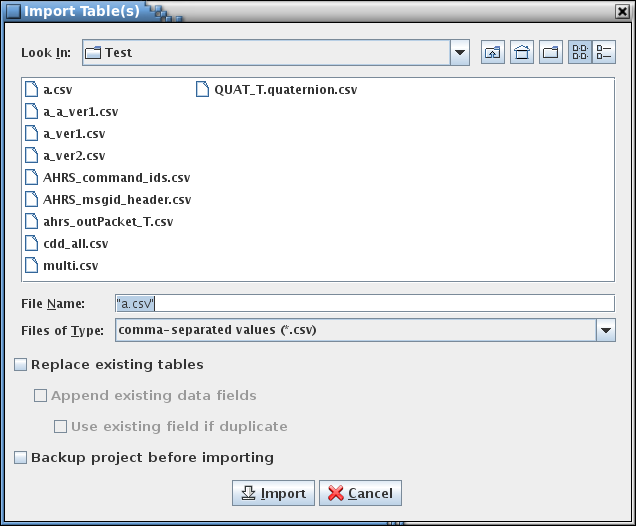 Import Table(s)
Look In: Test
a.csv
a_a_ver1.csv
a_ver1.csv
a_ver2.csv
AHRS_command_ids.csv
AHRS_msgid_header.csv
ahrs_outPacket_T.csv
cdd_all.csv
multi.csv
QUAT_T.quaternion.csv
File Name: "a.csv"
Files of Type: comma-separated values (*.csv)
Replace existing tables
Append existing data fields
Use existing field if duplicate
Backup project before importing
Import Cancel